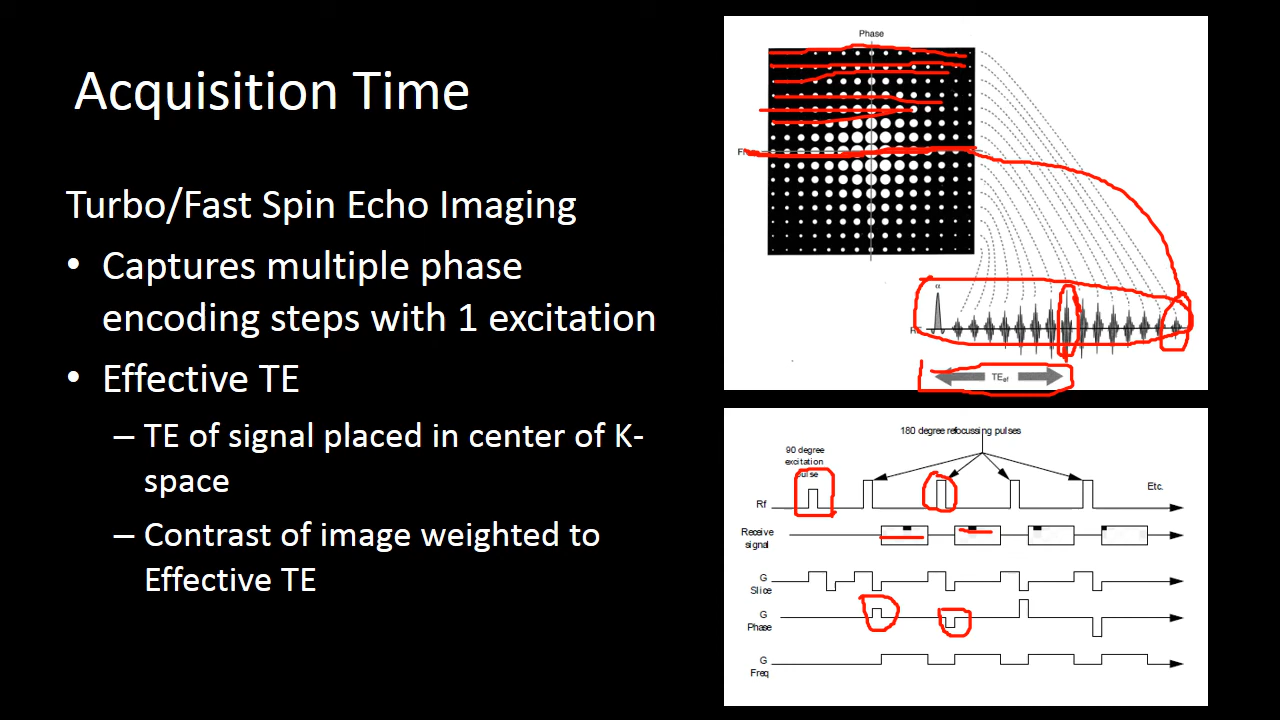 Acquisition Time
Turbo/Fast Spin Echo Imaging
• Captures multiple phase
encoding steps with 1 excitation
• Effective TE
– TE of signal placed in center of K-
space
– Contrast of image weighted to
Effective TE
Phase
α
TEef
180 degree refocussing pulses
90 degree
excitation
pulse
Etc.
Rf
Receive
signal
G
Slice
G
Phase
G
Freq